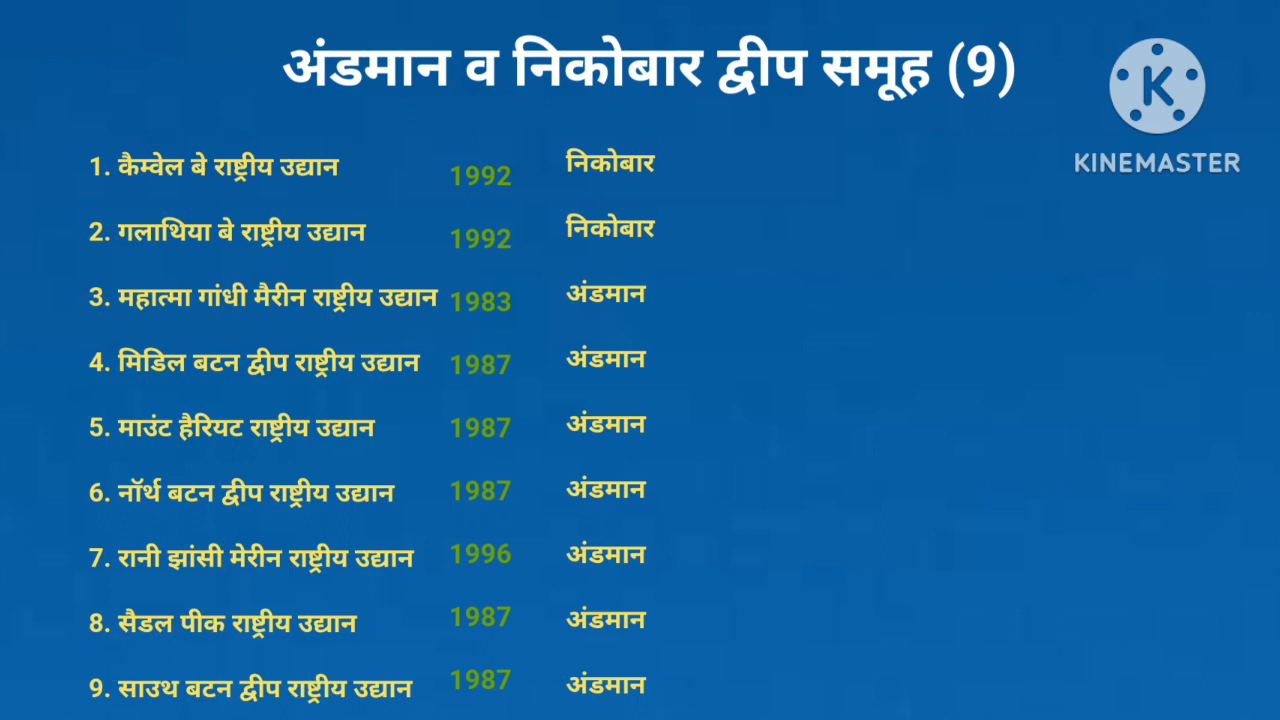 अंडमान व निकोबार द्वीप समूह (9)
K
KINEMASTER
1. कैम्वेल बे राष्ट्रीय उद्यान 1992 निकोबार
2. गलाथिया बे राष्ट्रीय उद्यान 1992 निकोबार
3. महात्मा गांधी मैरीन राष्ट्रीय उद्यान 1983 अंडमान
4. मिडिल बटन द्वीप राष्ट्रीय उद्यान 1987 अंडमान
5. माउंट हैरियट राष्ट्रीय उद्यान 1987 अंडमान
6. नॉर्थ बटन द्वीप राष्ट्रीय उद्यान 1987 अंडमान
7. रानी झांसी मेरीन राष्ट्रीय उद्यान 1996 अंडमान
8. सैडल पीक राष्ट्रीय उद्यान 1987 अंडमान
9. साउथ बटन द्वीप राष्ट्रीय उद्यान 1987 अंडमान